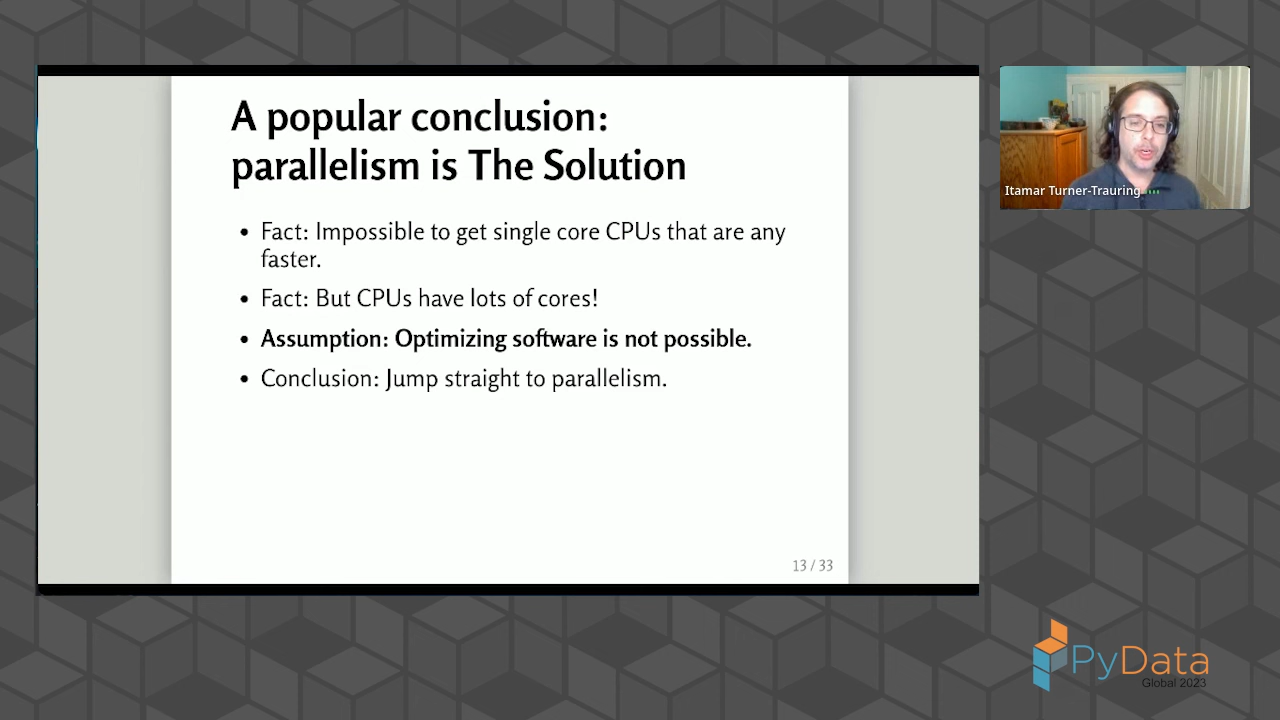 A popular conclusion:
parallelism is The Solution
• Fact: Impossible to get single core CPUs that are any
faster.
• Fact: But CPUs have lots of cores!
• Assumption: Optimizing software is not possible.
• Conclusion: Jump straight to parallelism.
13 / 33
Itamar Turner-Trauring
PyData
Global 2023